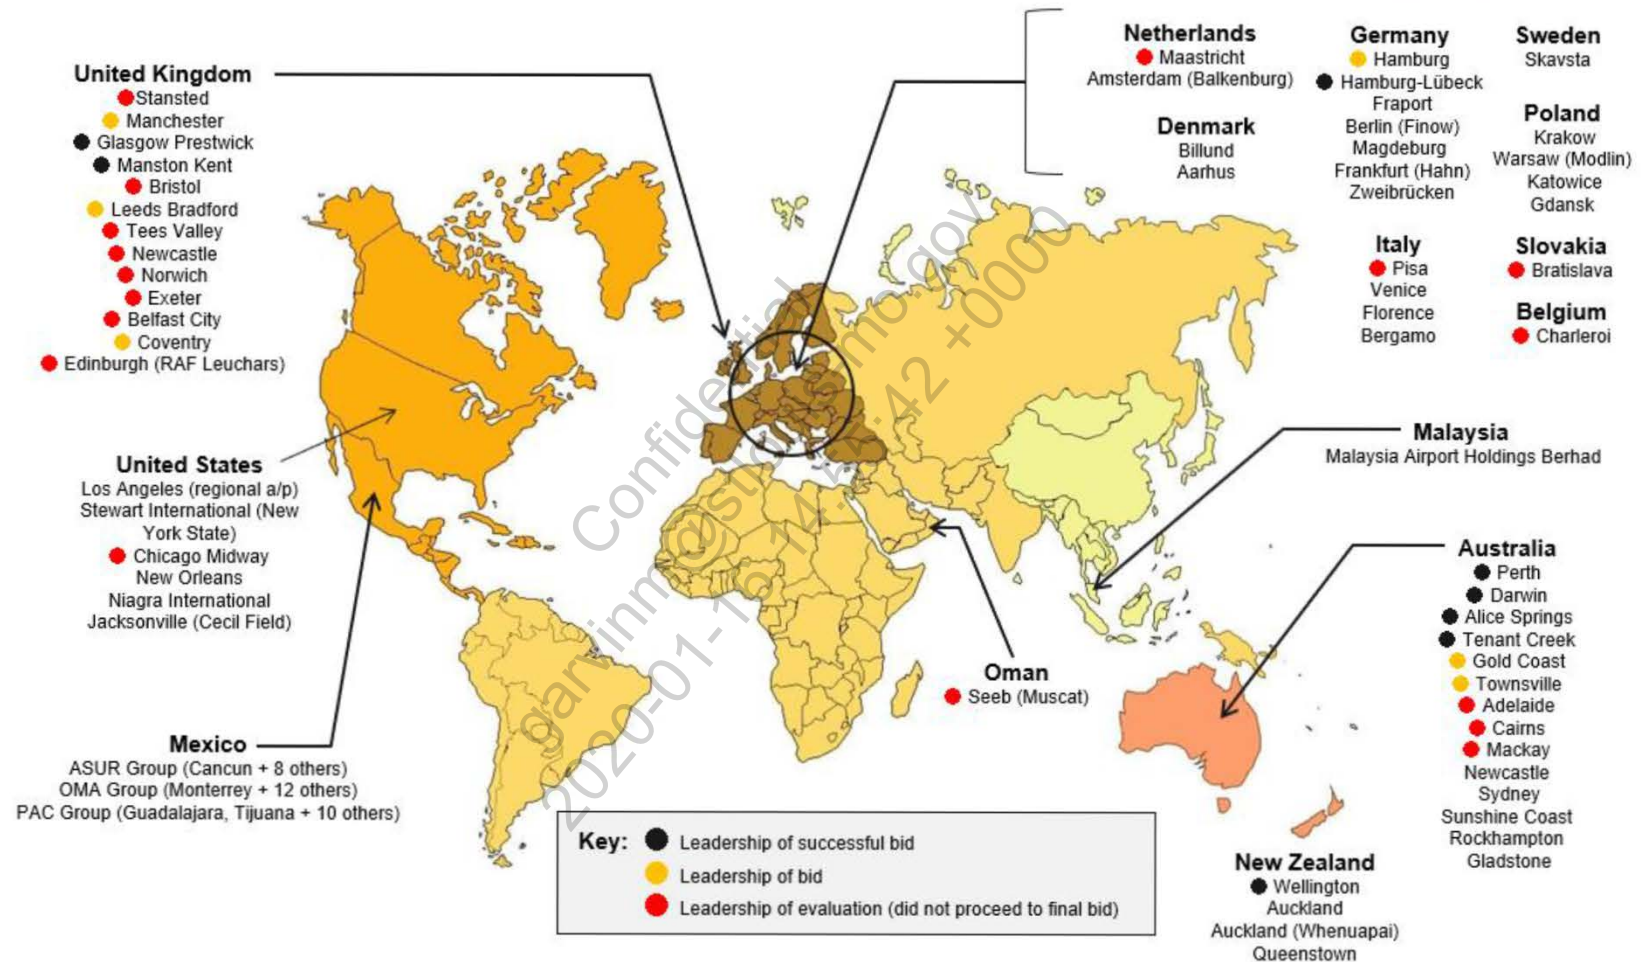 United Kingdom
Stansted
Manchester
Glasgow Prestwick
Manston Kent
Bristol
Leeds Bradford
Tees Valley
Newcastle
Norwich
Exeter
Belfast City
Coventry
Edinburgh (RAF Leuchars)
United States
Los Angeles (regional a/p)
Stewart International (New
York State)
Chicago Midway
New Orleans
Niagra International
Jacksonville (Cecil Field)
Mexico
ASUR Group (Cancun + 8 others)
OMA Group (Monterrey + 12 others)
PAC Group (Guadalajara, Tijuana + 10 others)
Netherlands
Maastricht
Amsterdam (Balkenburg)
Denmark
Billund
Aarhus
Germany
Hamburg
Hamburg-Lübeck
Fraport
Berlin (Finow)
Magdeburg
Frankfurt (Hahn)
Zweibrücken
Italy
Pisa
Venice
Florence
Bergamo
Sweden
Skavsta
Poland
Krakow
Warsaw (Modlin)
Katowice
Gdansk
Slovakia
Bratislava
Belgium
Charleroi
Malaysia
Malaysia Airport Holdings Berhad
Oman
Seeb (Muscat)
Australia
Perth
Darwin
Alice Springs
Tenant Creek
Gold Coast
Townsville
Adelaide
Cairns
Mackay
Newcastle
Sydney
Sunshine Coast
Rockhampton
Gladstone
New Zealand
Wellington
Auckland
Auckland (Whenuapai)
Queenstown
Key:
Leadership of successful bid
Leadership of bid
Leadership of evaluation (did not proceed to final bid)
Confidential
+0000